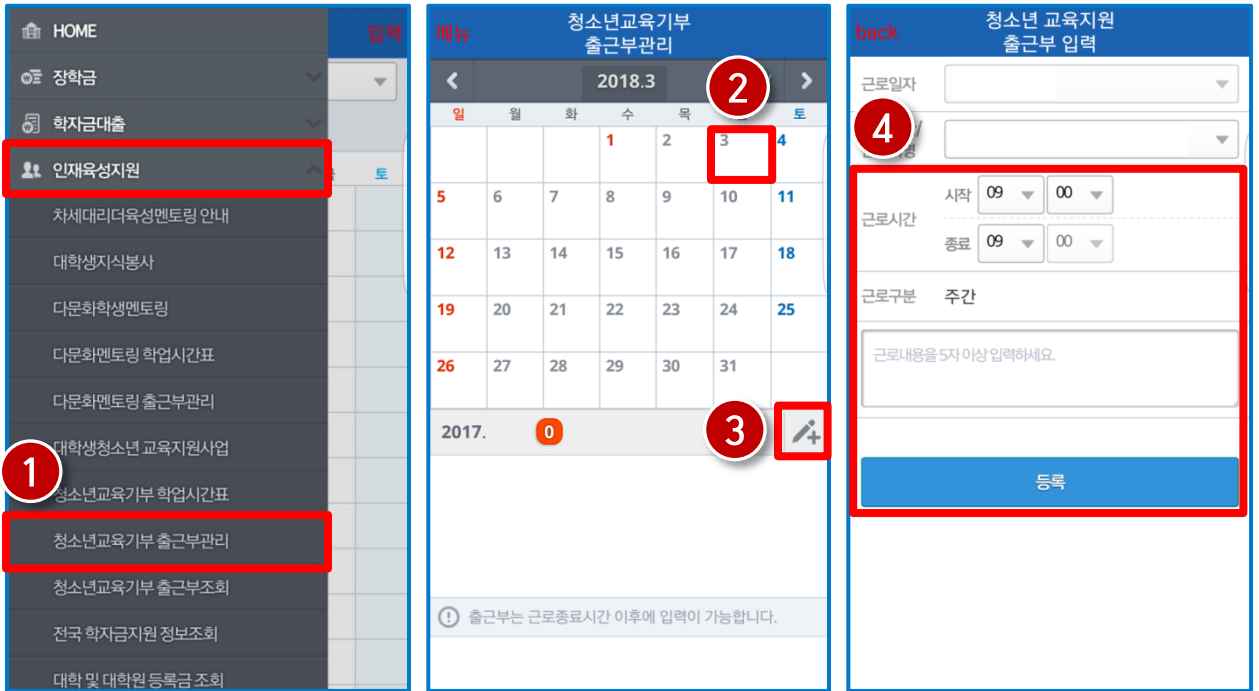 HOME
장학금
학자금대출
인재육성지원
차세대리더육성멘토링 안내
대학생지식봉사
다문화학생멘토링
다문화멘토링 학업시간표
다문화멘토링 출근부관리
대학생청소년 교육지원사업
청소년교육기부 학업시간표
청소년교육기부 출근부관리
청소년교육기부 출근부조회
전국 학자금지원 정보조회
대학 및 대학원 등록금 조회
1
입력
토
메뉴
청소년교육기부
출근부관리
2018.3
2
일 월 화 수 목 토
1 2 3 4
5 6 7 8 9 10 11
12 13 14 15 16 17 18
19 20 21 22 23 24 25
26 27 28 29 30 31
2017. 0
3
출근부는 근로종료시간 이후에 입력이 가능합니다.
back
청소년 교육지원
출근부 입력
근로일자
4
/
명
근로시간
시작 09 00
종료 09 00
근로구분 주간
근로내용을 5자 이상 입력하세요.
등록